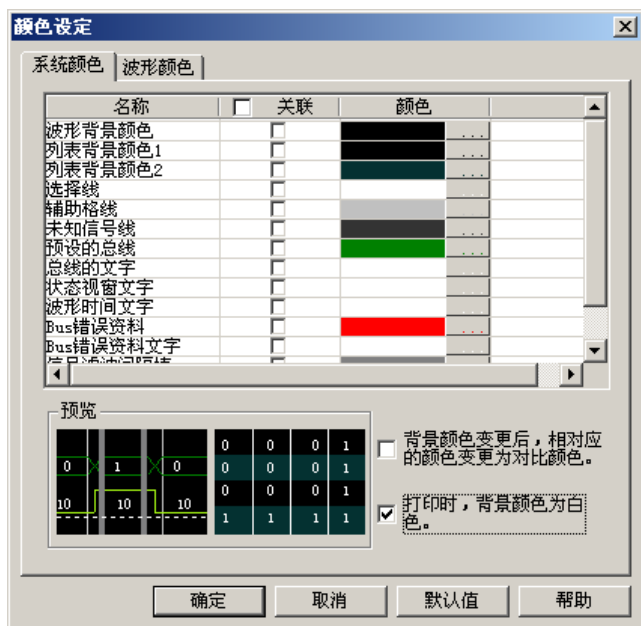 颜色设定
系统颜色 波形颜色
名称 关联 颜色
波形背景颜色 ...
列表背景颜色1 ...
列表背景颜色2 ...
选择线 ...
辅助格线 ...
未知信号线 ...
预设的总线 ...
总线的文字 ...
状态视窗文字 ...
波形时间文字 ...
Bus错误资料 ...
Bus错误资料文字 ...
预览
0 1 0
10 10 10
0 0 0 1
0 0 0 1
0 0 0 1
1 1 1 1
背景颜色变更后，相对应
的颜色变更为对比颜色。
打印时，背景颜色为白
色。
确定 取消 默认值 帮助